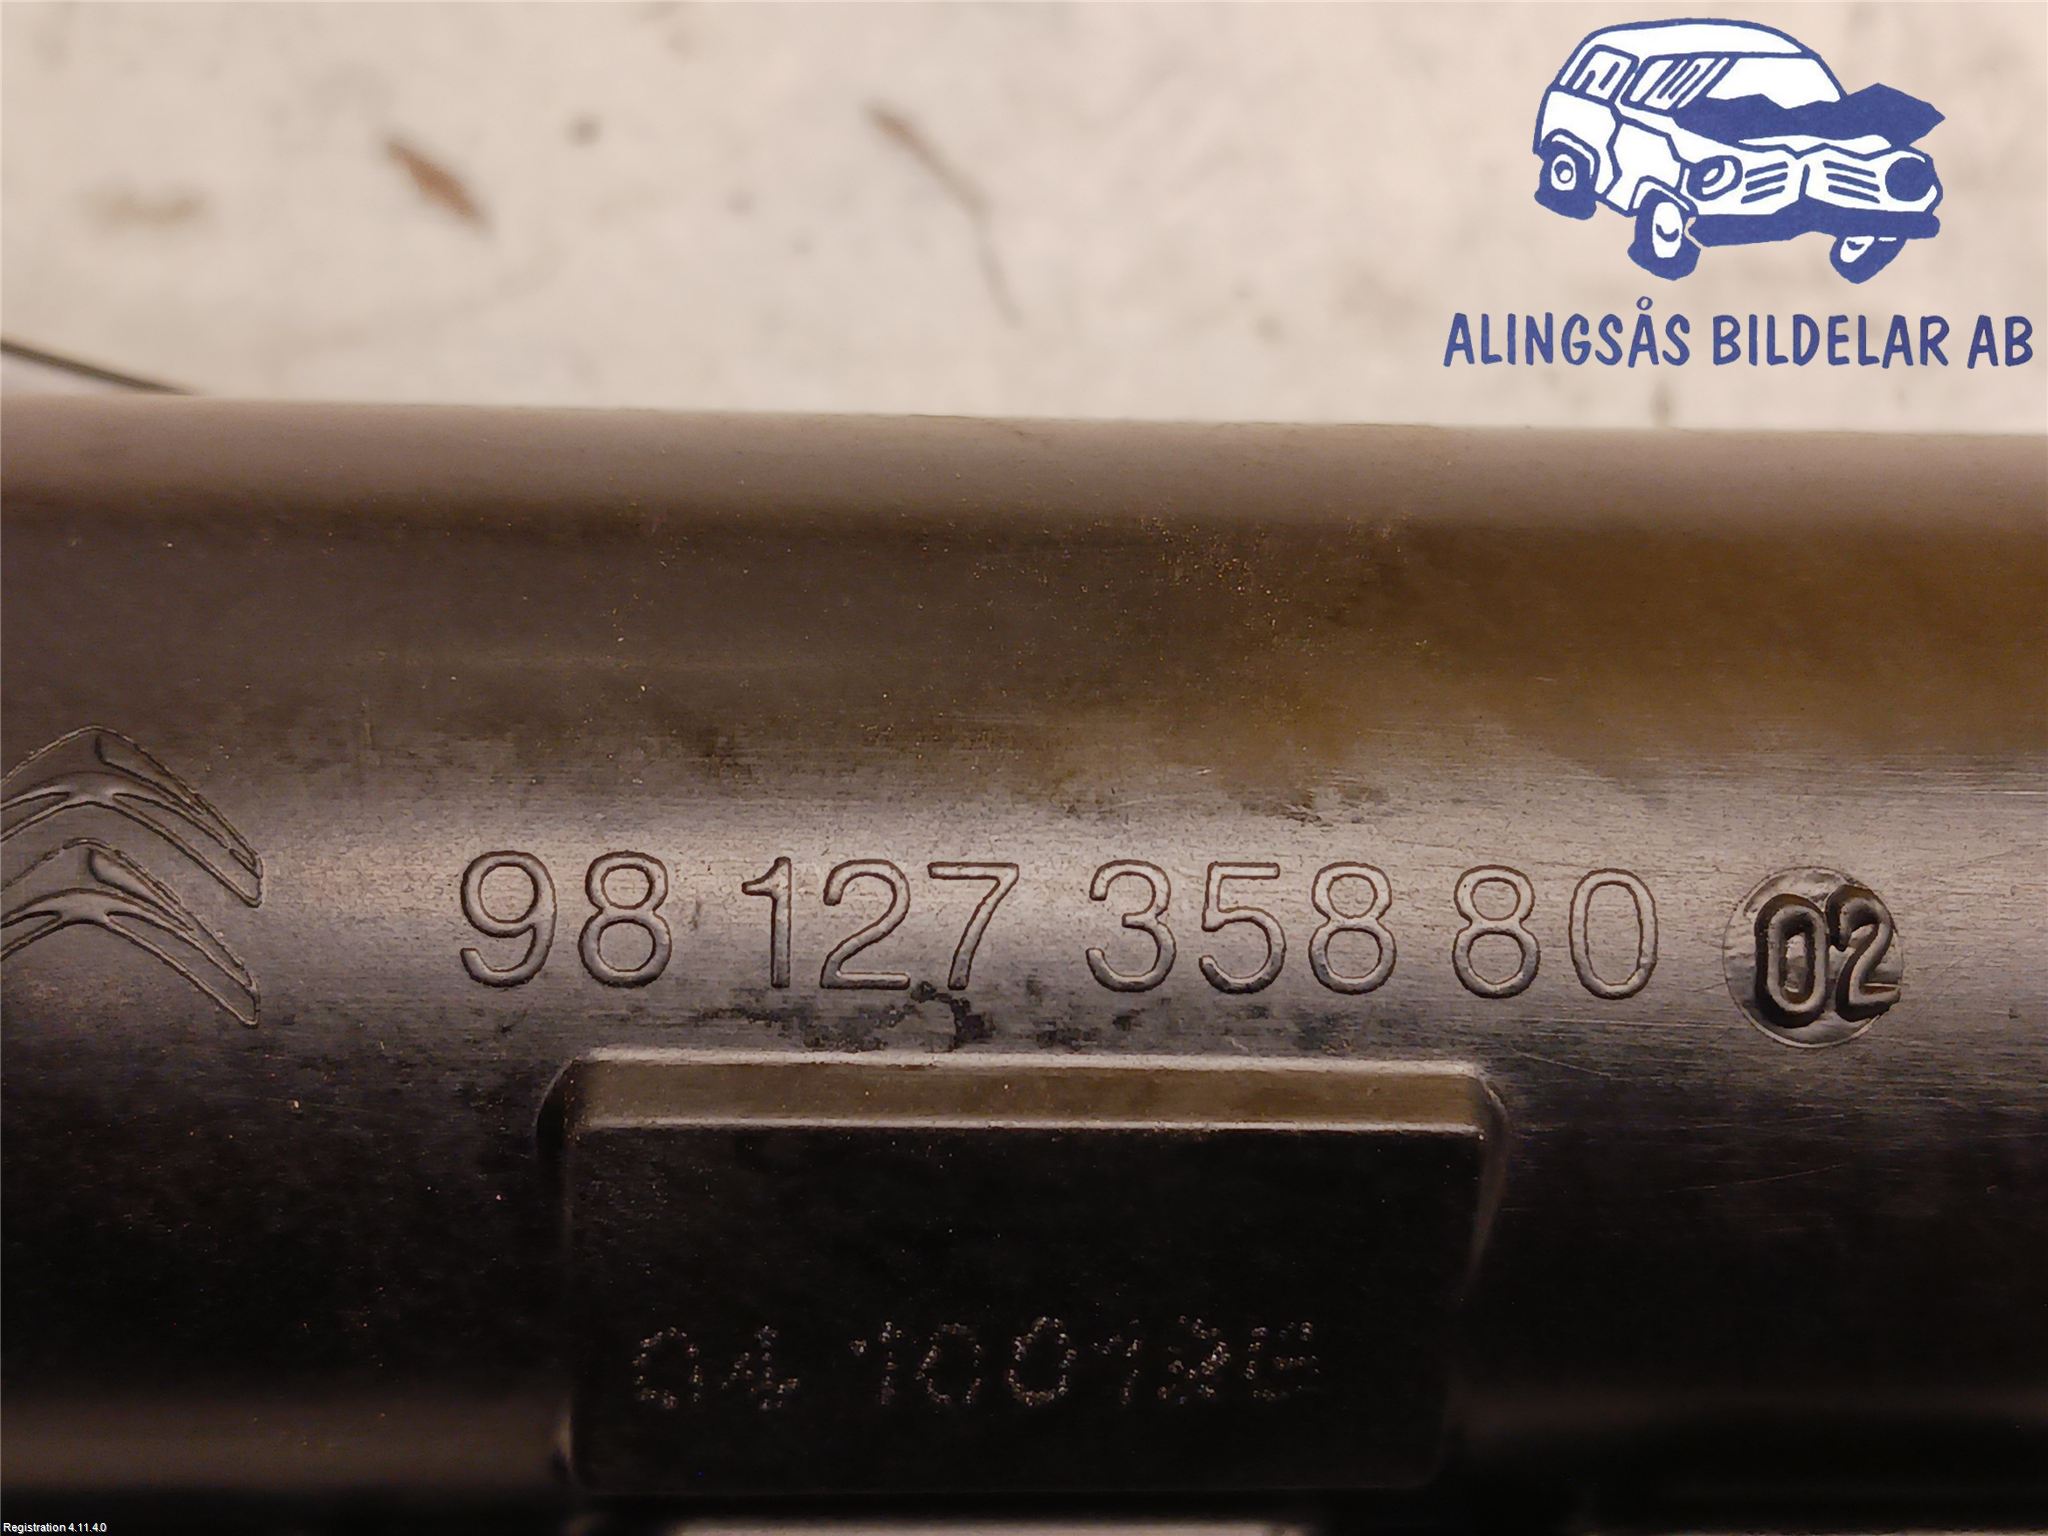 ALINGSÅS BILDELAR AB
98 127 358 80 02
Registration 4.11.4.0